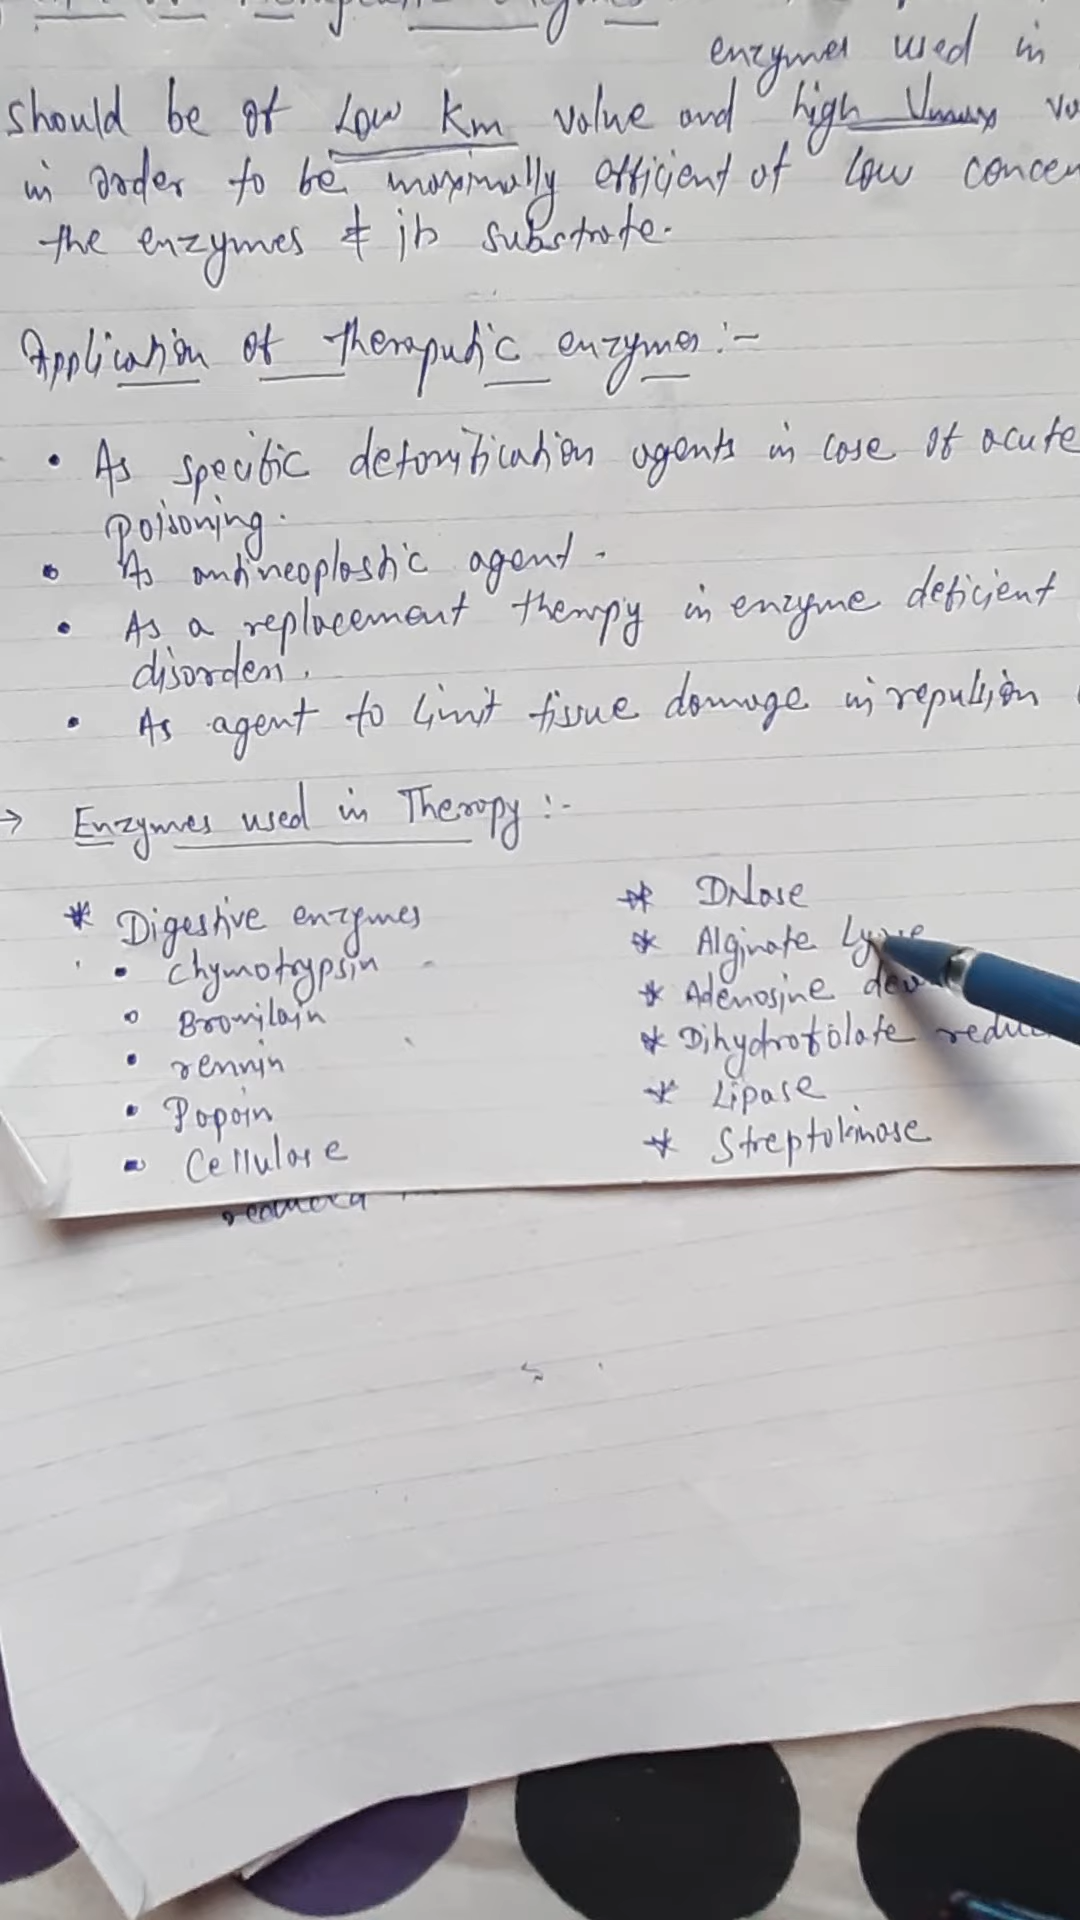 enzymes used in
should be of Low Km value and high Vmax
in order to be maximally efficient at low
the enzymes & its substrate.
Application of theraputic enzymes :-
• As specific detoxification agents in case of acute
poisoning.
• As antineoplastic agent.
• As a replacement therapy in enzyme deficient
disorders.
• As agent to limit tissue damage in repulsion
→ Enzymes used in Therapy :-
* Digestive enzymes
• Chymotrypsin
• Bromilain
• rennin
• Papain
• Cellulase
* DNase
* Alginate Lyase
* Adenosine
* Dihydrofolate
* Lipase
* Streptokinase